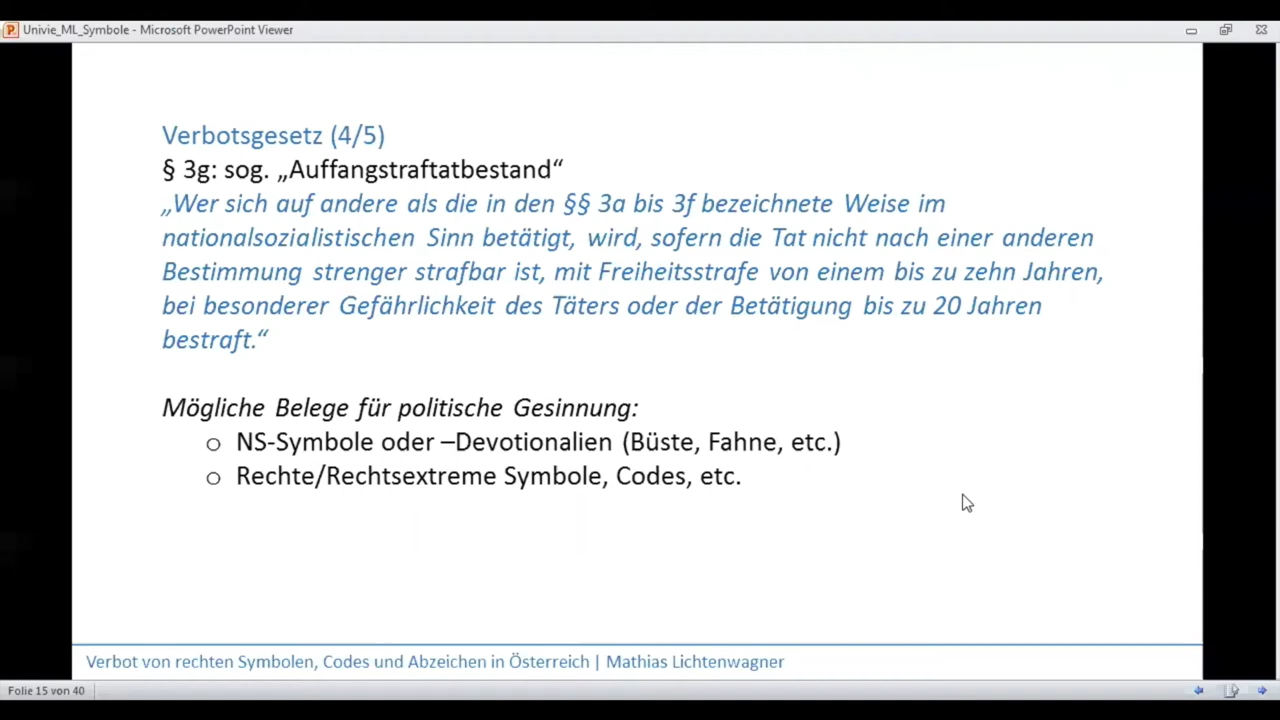 Univie_ML_Symbole - Microsoft PowerPoint Viewer
Verbotsgesetz (4/5)
§ 3g: sog. „Auffangstraftatbestand“
„Wer sich auf andere als die in den §§ 3a bis 3f bezeichnete Weise im
nationalsozialistischen Sinn betätigt, wird, sofern die Tat nicht nach einer anderen
Bestimmung strenger strafbar ist, mit Freiheitsstrafe von einem bis zu zehn Jahren,
bei besonderer Gefährlichkeit des Täters oder der Betätigung bis zu 20 Jahren
bestraft.“
Mögliche Belege für politische Gesinnung:
o NS-Symbole oder –Devotionalien (Büste, Fahne, etc.)
o Rechte/Rechtsextreme Symbole, Codes, etc.
Verbot von rechten Symbolen, Codes und Abzeichen in Österreich | Mathias Lichtenwagner
Folie 15 von 40